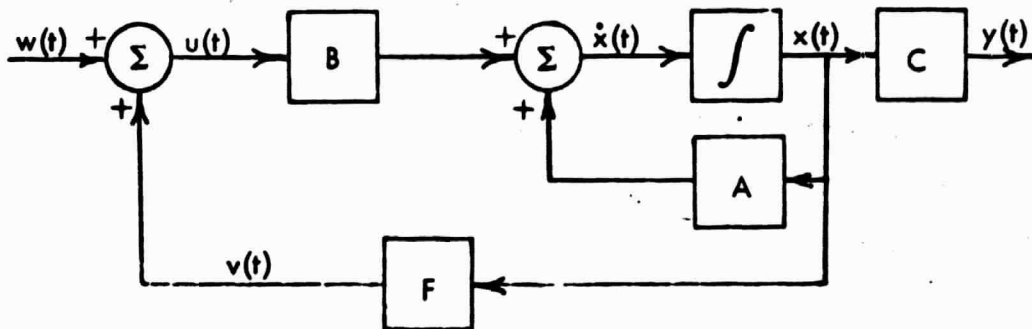 w(t) + Σ u(t) B + Σ ẋ(t) ∫ x(t) C y(t)
+ +
A
v(t) F